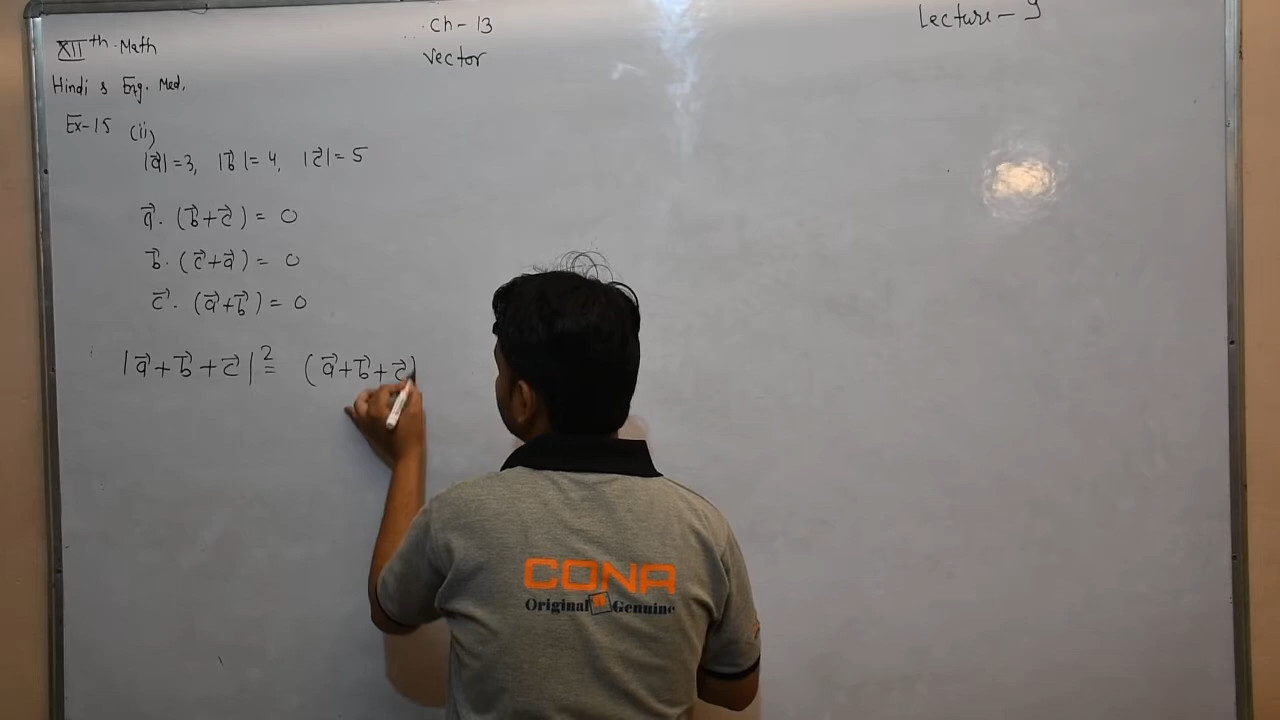 Ch - 13
Lecture - 9
XIIth Math
Vector
Hindi & Eng. Med.
Ex-15 (ii)
|a⃗| = 3, |b⃗| = 4, |c⃗| = 5
a⃗. (b⃗ + c⃗) = 0
b⃗. (c⃗ + a⃗) = 0
c⃗. (a⃗ + b⃗) = 0
|a⃗ + b⃗ + c⃗|² = (a⃗ + b⃗ + c⃗)
CONA
Original Genuine